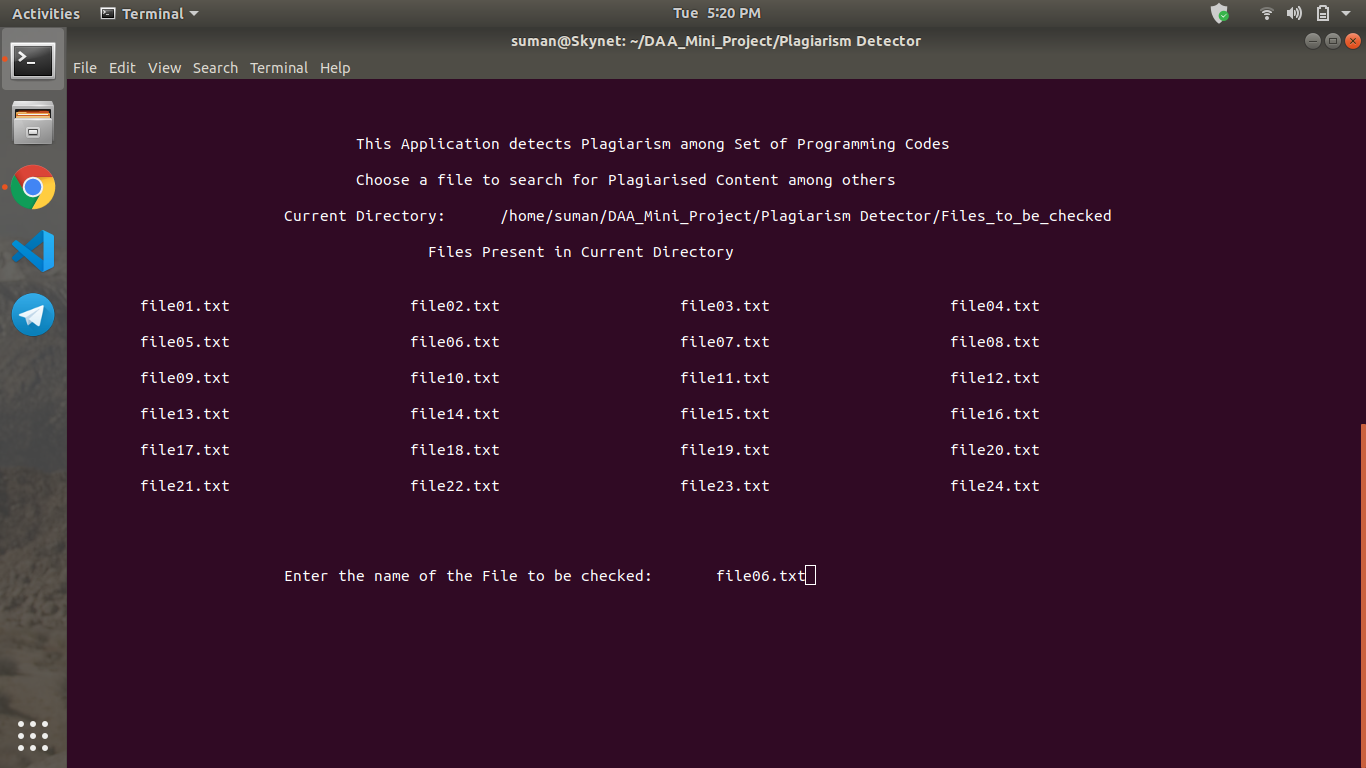 Activities Terminal Tue 5:20 PM
suman@Skynet: ~/DAA_Mini_Project/Plagiarism Detector
File Edit View Search Terminal Help
This Application detects Plagiarism among Set of Programming Codes
Choose a file to search for Plagiarised Content among others
Current Directory: /home/suman/DAA_Mini_Project/Plagiarism Detector/Files_to_be_checked
Files Present in Current Directory
file01.txt file02.txt file03.txt file04.txt
file05.txt file06.txt file07.txt file08.txt
file09.txt file10.txt file11.txt file12.txt
file13.txt file14.txt file15.txt file16.txt
file17.txt file18.txt file19.txt file20.txt
file21.txt file22.txt file23.txt file24.txt
Enter the name of the File to be checked: file06.txt